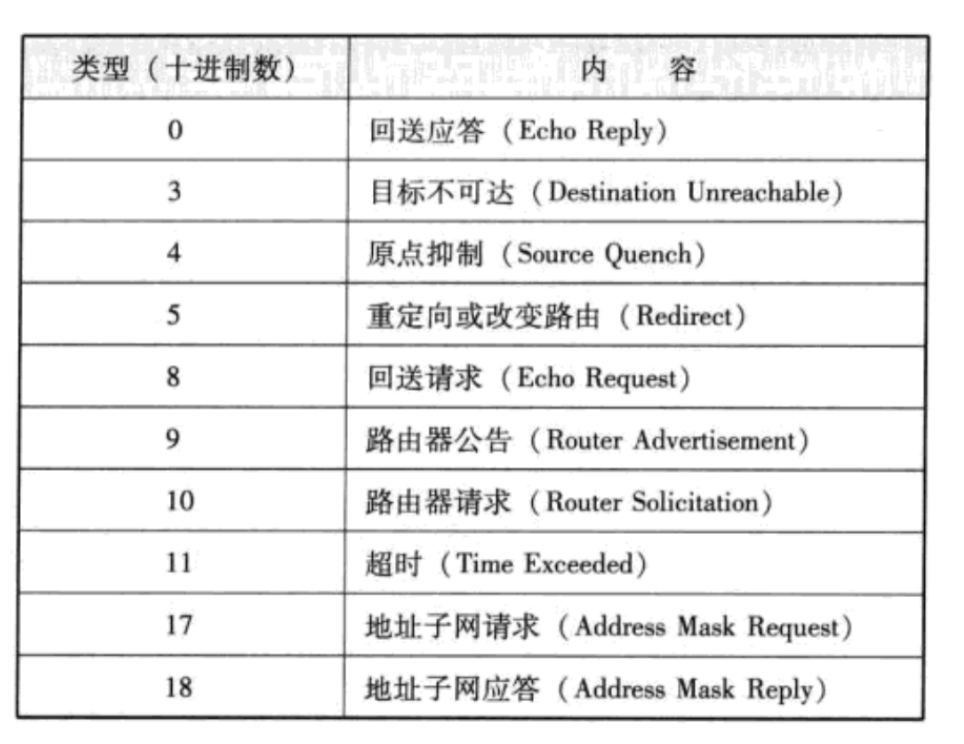 类型（十进制数） 内 容
0 回送应答（Echo Reply）
3 目标不可达（Destination Unreachable）
4 原点抑制（Source Quench）
5 重定向或改变路由（Redirect）
8 回送请求（Echo Request）
9 路由器公告（Router Advertisement）
10 路由器请求（Router Solicitation）
11 超时（Time Exceeded）
17 地址子网请求（Address Mask Request）
18 地址子网应答（Address Mask Reply）